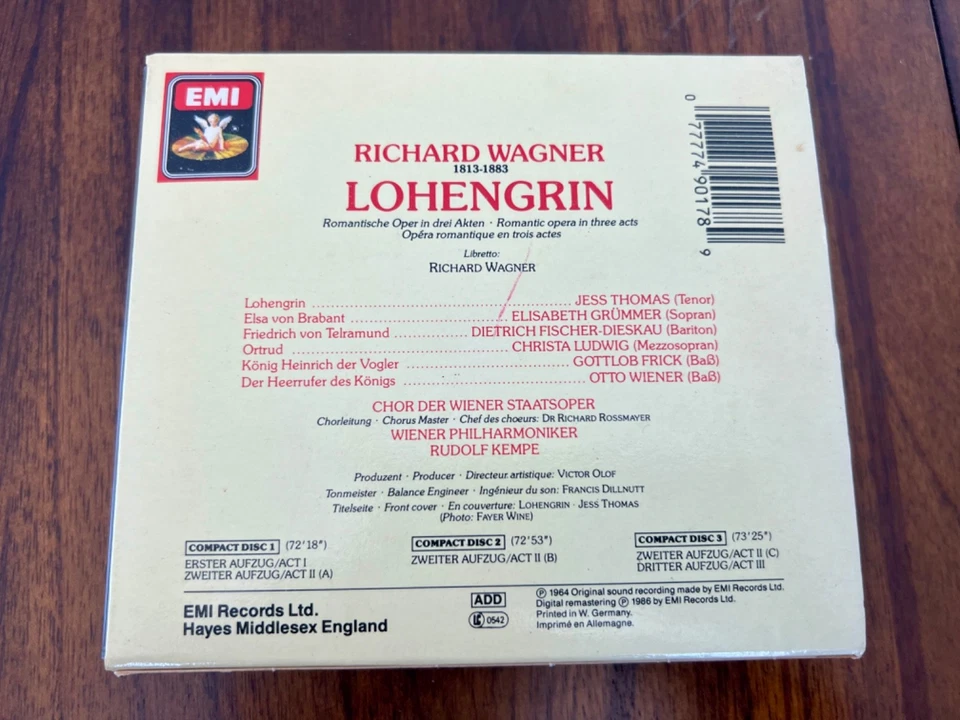 EMI
0 77774 90178 9
RICHARD WAGNER
1813-1883
LOHENGRIN
Romantische Oper in drei Akten · Romantic opera in three acts
Opéra romantique en trois actes
Libretto:
RICHARD WAGNER
Lohengrin ........ JESS THOMAS (Tenor)
Elsa von Brabant ........ ELISABETH GRÜMMER (Sopran)
Friedrich von Telramund ........ DIETRICH FISCHER-DIESKAU (Bariton)
Ortrud ........ CHRISTA LUDWIG (Mezzosopran)
König Heinrich der Vogler ........ GOTTLOB FRICK (Baß)
Der Heerrufer des Königs ........ OTTO WIENER (Baß)
CHOR DER WIENER STAATSOPER
Chorleitung · Chorus Master · Chef des choeurs: DR RICHARD ROSSMAYER
WIENER PHILHARMONIKER
RUDOLF KEMPE
Produzent · Producer · Directeur artistique: VICTOR OLOF
Tonmeister · Balance Engineer · Ingénieur du son: FRANCIS DILLNUTT
Titelseite · Front cover · En couverture: LOHENGRIN · JESS THOMAS
(Photo: FAYER WINE)
COMPACT DISC 1 (72'18")
ERSTER AUFZUG/ACT I
ZWEITER AUFZUG/ACT II (A)
COMPACT DISC 2 (72'53")
ZWEITER AUFZUG/ACT II (B)
COMPACT DISC 3 (73'25")
ZWEITER AUFZUG/ACT II (C)
DRITTER AUFZUG/ACT III
EMI Records Ltd.
Hayes Middlesex England
ADD
LC 0542
℗ 1964 Original sound recording made by EMI Records Ltd.
Digital remastering ℗ 1986 by EMI Records Ltd.
Printed in W. Germany.
Imprimé en Allemagne.